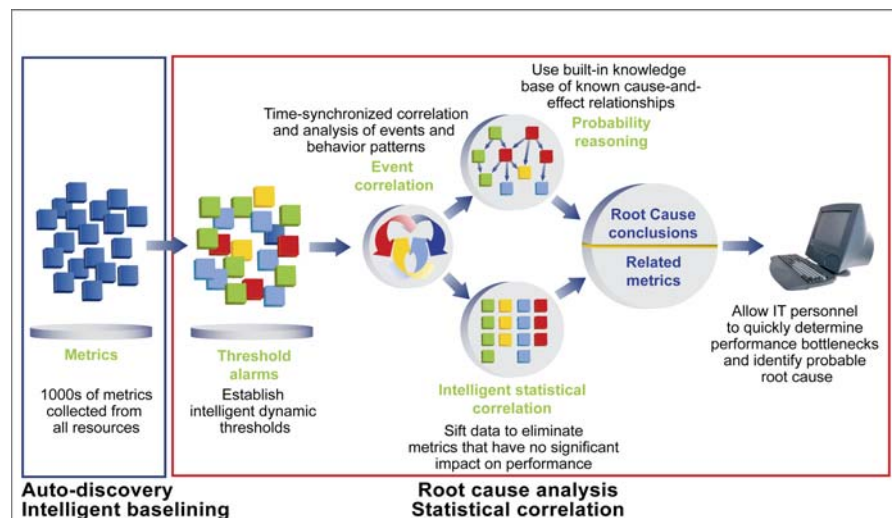 Use built-in knowledge
base of known cause-and-
effect relationships
Probability
reasoning
Time-synchronized correlation
and analysis of events and
behavior patterns
Event
correlation
Root Cause
conclusions
Related
metrics
Metrics
1000s of metrics
collected from
all resources
Threshold
alarms
Establish
intelligent dynamic
thresholds
Intelligent statistical
correlation
Sift data to eliminate
metrics that have no significant
impact on performance
Allow IT personnel
to quickly determine
performance bottlenecks
and identify probable
root cause
Auto-discovery
Intelligent baselining
Root cause analysis
Statistical correlation